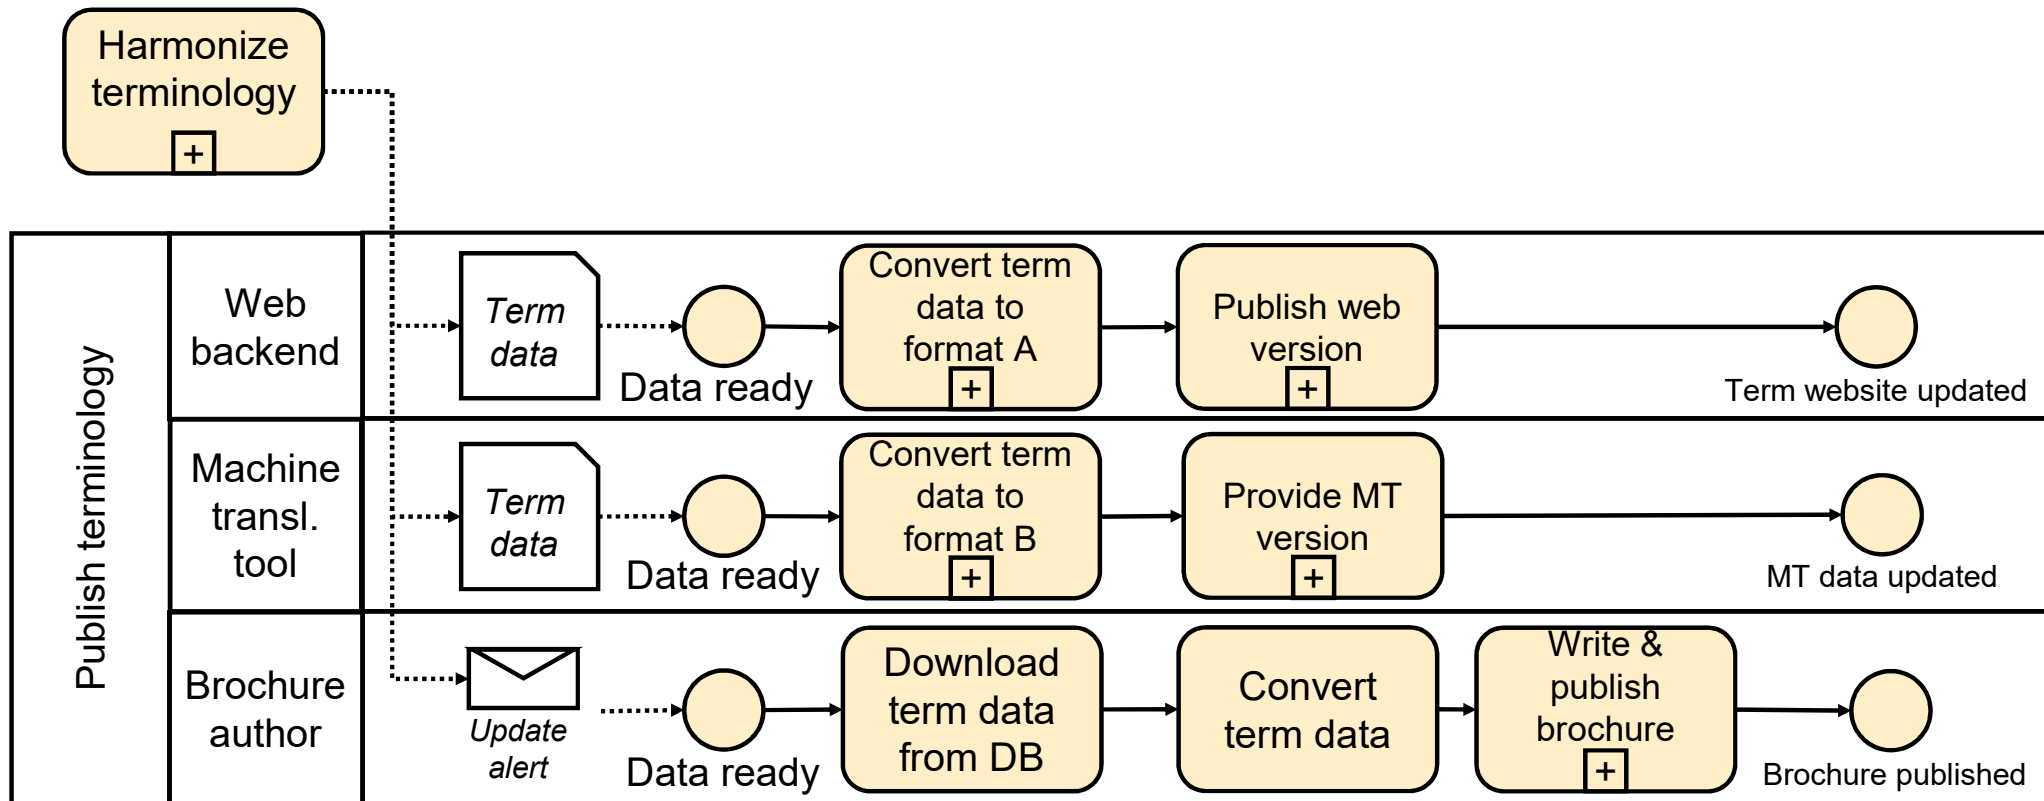 Harmonize
terminology
+
Publish terminology
Web
backend
Term
data
Data ready
Convert term
data to
format A
+
Publish web
version
+
Term website updated
Machine
transl.
tool
Term
data
Data ready
Convert term
data to
format B
+
Provide MT
version
+
MT data updated
Brochure
author
Update
alert
Data ready
Download
term data
from DB
Convert
term data
Write &
publish
brochure
+
Brochure published